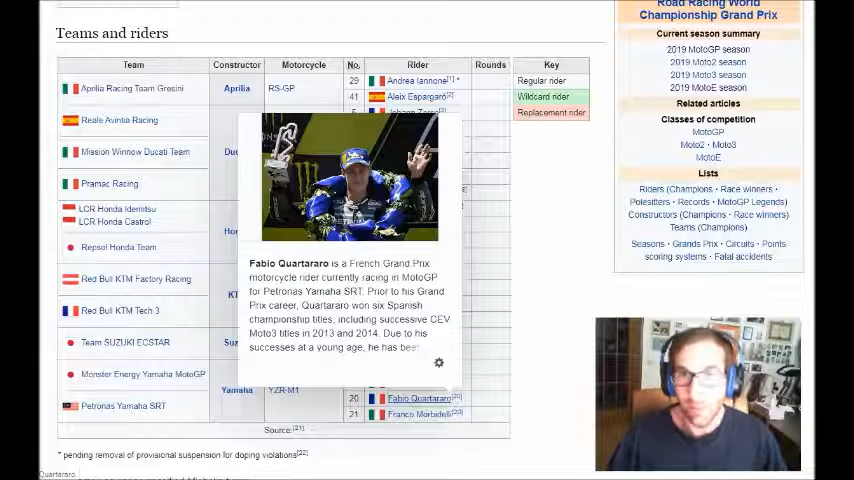 Road Racing World
Championship Grand Prix
Current season summary
2019 MotoGP season
2019 Moto2 season
2019 Moto3 season
2019 MotoE season
Related articles
Classes of competition
MotoGP
Moto2 · Moto3
MotoE
Lists
Riders (Champions · Race winners ·
Polesitters · Records · MotoGP Legends)
Constructors (Champions · Race winners)
Teams (Champions)
Seasons · Grands Prix · Circuits · Points
scoring systems · Fatal accidents
Teams and riders
Team Constructor Motorcycle No. Rider Rounds
Aprilia Racing Team Gresini Aprilia RS-GP
29 Andrea Iannone[1] *
41 Aleix Espargaró[2]
Key
Regular rider
Wildcard rider
Replacement rider
Reale Avintia Racing
Mission Winnow Ducati Team
Pramac Racing
LCR Honda Idemitsu
LCR Honda Castrol
Repsol Honda Team
Red Bull KTM Factory Racing
Red Bull KTM Tech 3
Team SUZUKI ECSTAR
Monster Energy Yamaha MotoGP
Petronas Yamaha SRT
Yamaha YZR-M1
Fabio Quartararo is a French Grand Prix
motorcycle rider currently racing in MotoGP
for Petronas Yamaha SRT. Prior to his Grand
Prix career, Quartararo won six Spanish
championship titles, including successive CEV
Moto3 titles in 2013 and 2014. Due to his
successes at a young age, he has been
20 Fabio Quartararo[20]
21 Franco Morbidelli[20]
Source:[21]
* pending removal of provisional suspension for doping violations[22]
Quartararo.